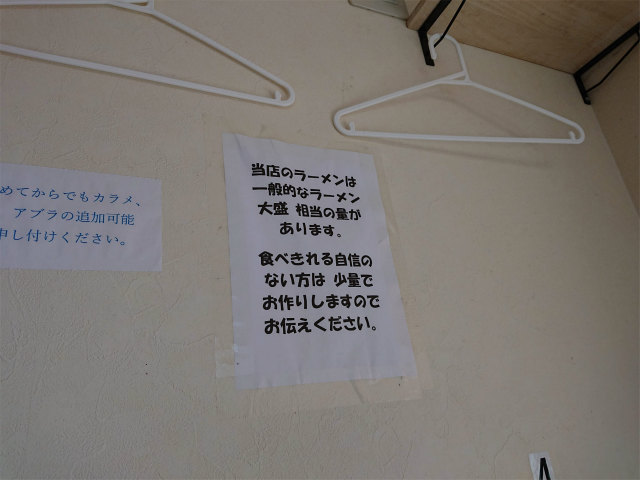 めてからでもカラメ、
アブラの追加可能
申し付けください。
当店のラーメンは
一般的なラーメン
大盛 相当の量が
あります。
食べきれる自信の
ない方は 少量で
お作りしますので
お伝えください。